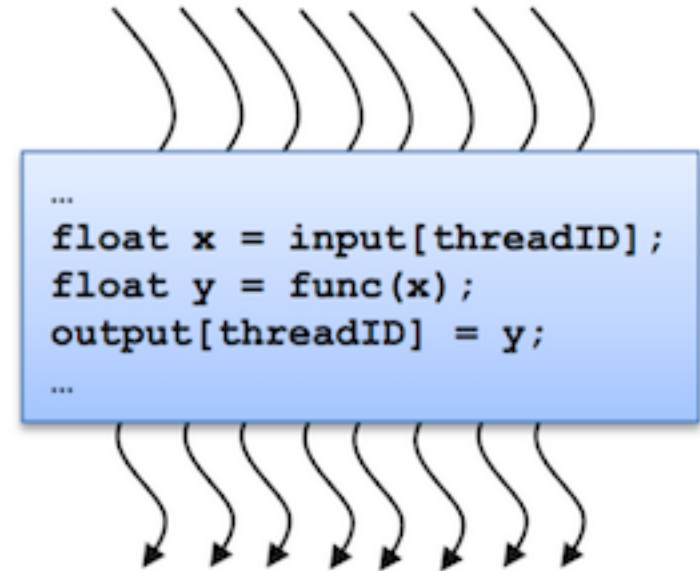 …
float x = input[threadID];
float y = func(x);
output[threadID] = y;
…